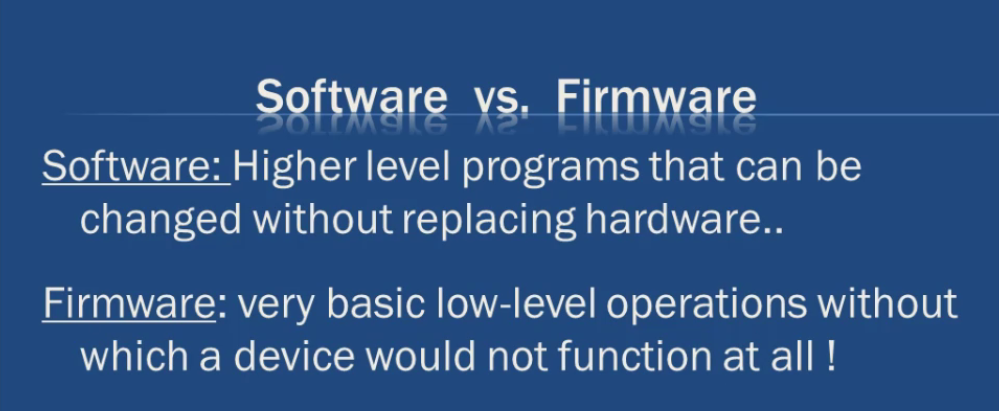 Software vs. Firmware
Software: Higher level programs that can be
changed without replacing hardware..
Firmware: very basic low-level operations without
which a device would not function at all !